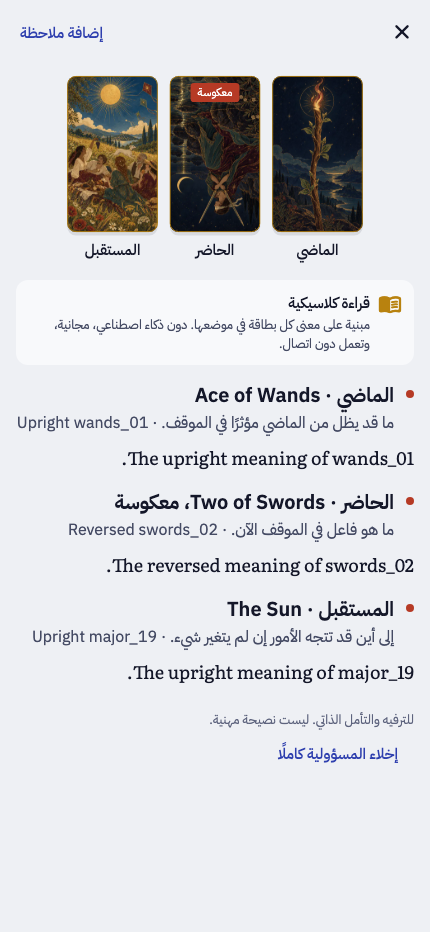 إضافة ملاحظة
معكوسة
الماضي
الحاضر
المستقبل
قراءة كلاسيكية
مبنية على معنى كل بطاقة في موضعها. دون ذكاء اصطناعي، مجانية،
وتعمل دون اتصال.
الماضي · Ace of Wands
ما قد يظل من الماضي مؤثرًا في الموقف. · Upright wands_01
The upright meaning of wands_01.
الحاضر · Two of Swords، معكوسة
ما هو فاعل في الموقف الآن. · Reversed swords_02
The reversed meaning of swords_02.
المستقبل · The Sun
إلى أين قد تتجه الأمور إن لم يتغير شيء. · Upright major_19
The upright meaning of major_19.
للترفيه والتأمل الذاتي. ليست نصيحة مهنية.
إخلاء المسؤولية كاملًا